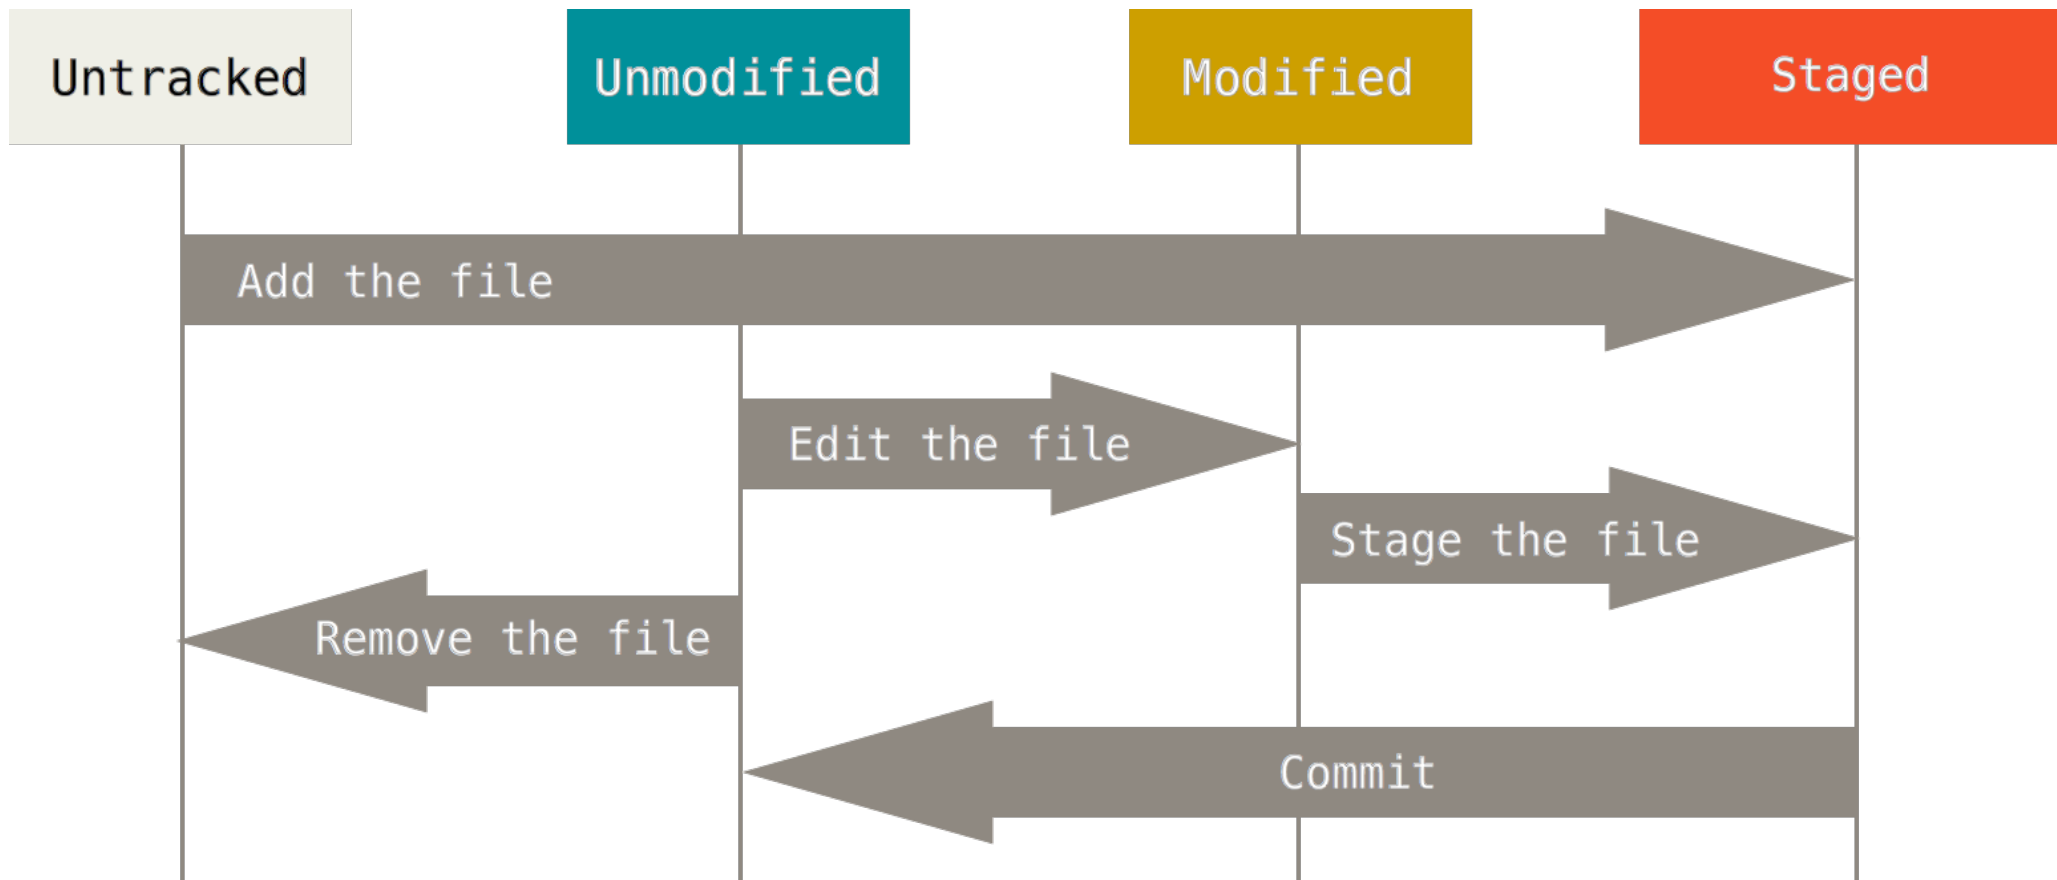 Untracked
Unmodified
Modified
Staged
Add the file
Edit the file
Stage the file
Remove the file
Commit